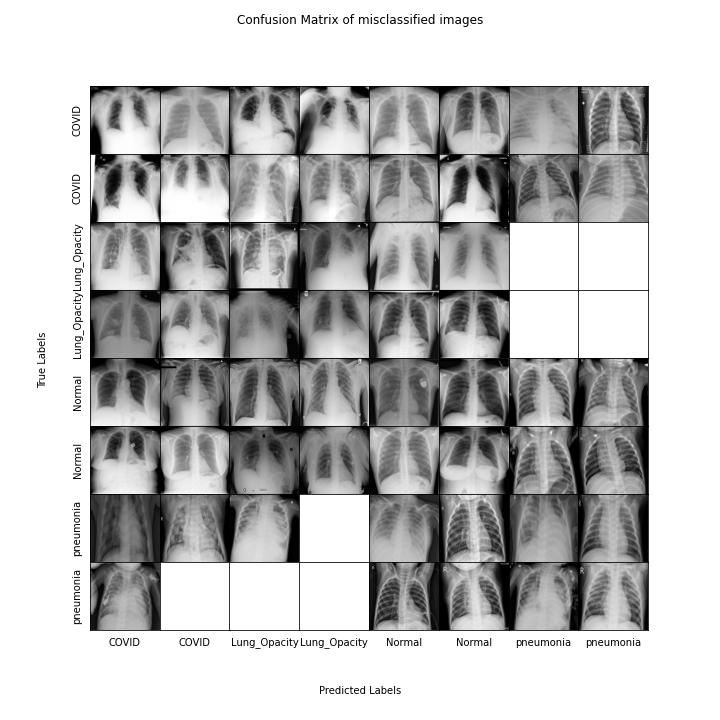 Confusion Matrix of misclassified images
COVID
COVID
Lung_Opacity
Lung_Opacity
Normal
Normal
pneumonia
pneumonia
True Labels
COVID COVID Lung_Opacity Lung_Opacity Normal Normal pneumonia pneumonia
Predicted Labels